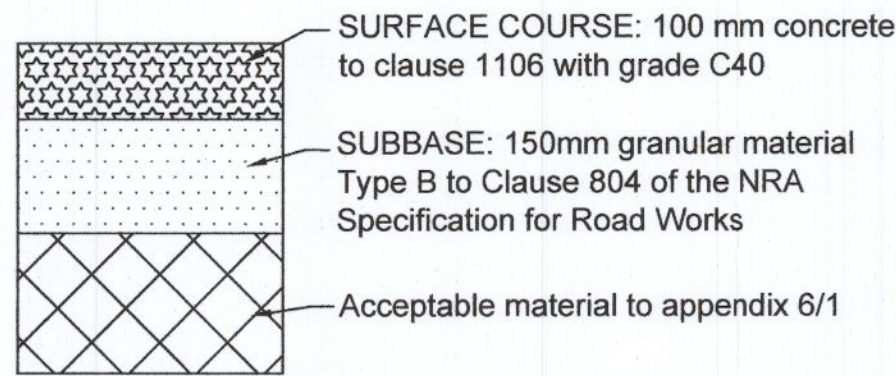 SURFACE COURSE: 100 mm concrete
to clause 1106 with grade C40
SUBBASE: 150mm granular material
Type B to Clause 804 of the NRA
Specification for Road Works
Acceptable material to appendix 6/1